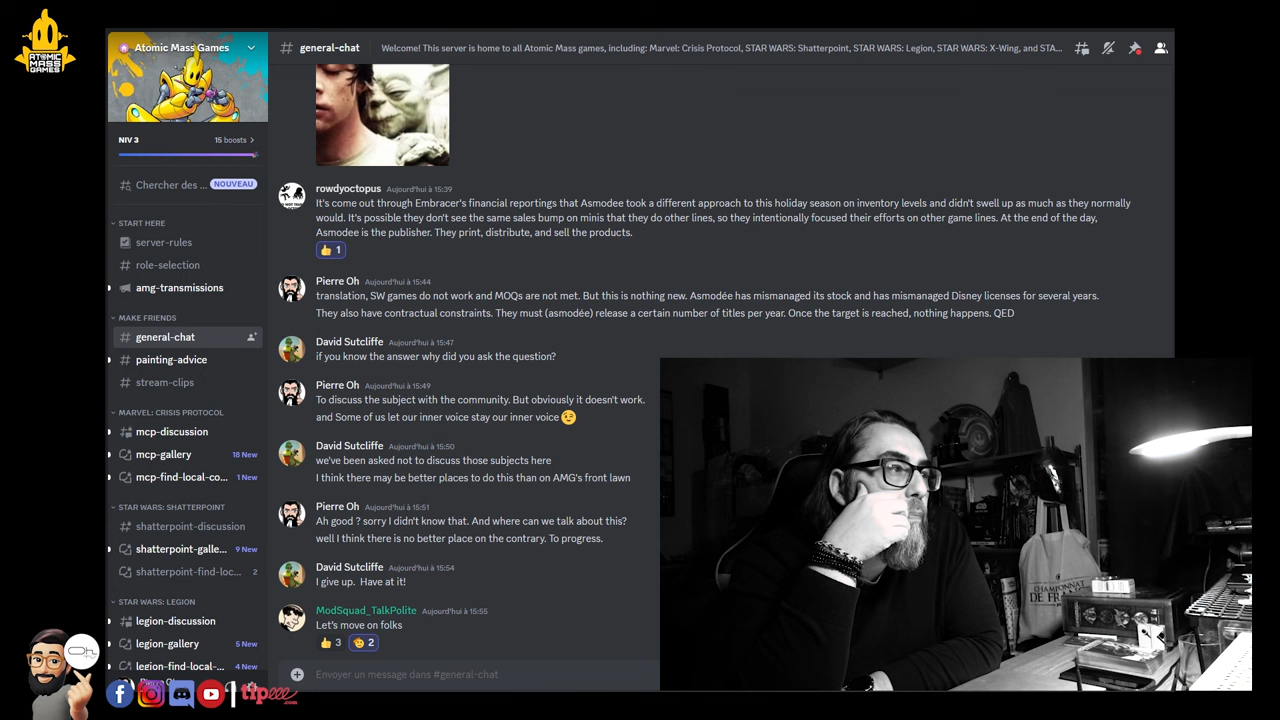 ATOMIC
MASS
GAMES
Atomic Mass Games
general-chat
Welcome! This server is home to all Atomic Mass games, including: Marvel: Crisis Protocol, STAR WARS: Shatterpoint, STAR WARS: Legion, STAR WARS: X-Wing, and STA...
NIV 3
15 boosts
Chercher des ...
NOUVEAU
START HERE
server-rules
role-selection
amg-transmissions
MAKE FRIENDS
general-chat
painting-advice
stream-clips
MARVEL: CRISIS PROTOCOL
mcp-discussion
mcp-gallery
18 New
mcp-find-local-co...
1 New
STAR WARS: SHATTERPOINT
shatterpoint-discussion
shatterpoint-galle...
9 New
shatterpoint-find-loc...
2
STAR WARS: LEGION
legion-discussion
legion-gallery
5 New
legion-find-local-...
4 New
rowdyoctopus Aujourd'hui à 15:39
It's come out through Embracer's financial reportings that Asmodee took a different approach to this holiday season on inventory levels and didn't swell up as much as they normally
would. It's possible they don't see the same sales bump on minis that they do other lines, so they intentionally focused their efforts on other game lines. At the end of the day,
Asmodee is the publisher. They print, distribute, and sell the products.
1
Pierre Oh Aujourd'hui à 15:44
translation, SW games do not work and MOQs are not met. But this is nothing new. Asmodée has mismanaged its stock and has mismanaged Disney licenses for several years.
They also have contractual constraints. They must (asmodée) release a certain number of titles per year. Once the target is reached, nothing happens. QED
David Sutcliffe Aujourd'hui à 15:47
if you know the answer why did you ask the question?
Pierre Oh Aujourd'hui à 15:49
To discuss the subject with the community. But obviously it doesn't work.
and Some of us let our inner voice stay our inner voice
David Sutcliffe Aujourd'hui à 15:50
we've been asked not to discuss those subjects here
I think there may be better places to do this than on AMG's front lawn
Pierre Oh Aujourd'hui à 15:51
Ah good ? sorry I didn't know that. And where can we talk about this?
well I think there is no better place on the contrary. To progress.
David Sutcliffe Aujourd'hui à 15:54
I give up. Have at it!
ModSquad_TalkPolite Aujourd'hui à 15:55
Let's move on folks
3
2
Envoyer un message dans #general-chat
CHAMPIONNAT
DE FRANCE
tipeee
.com